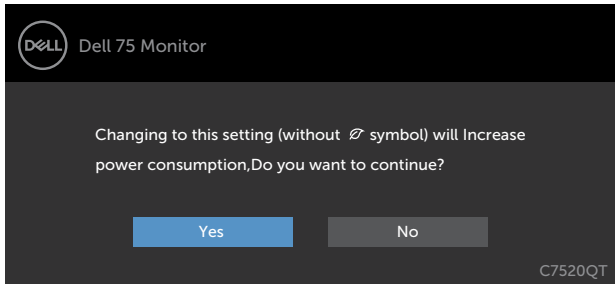 DELL Dell 75 Monitor
Changing to this setting (without symbol) will Increase
power consumption,Do you want to continue?
Yes No
C7520QT